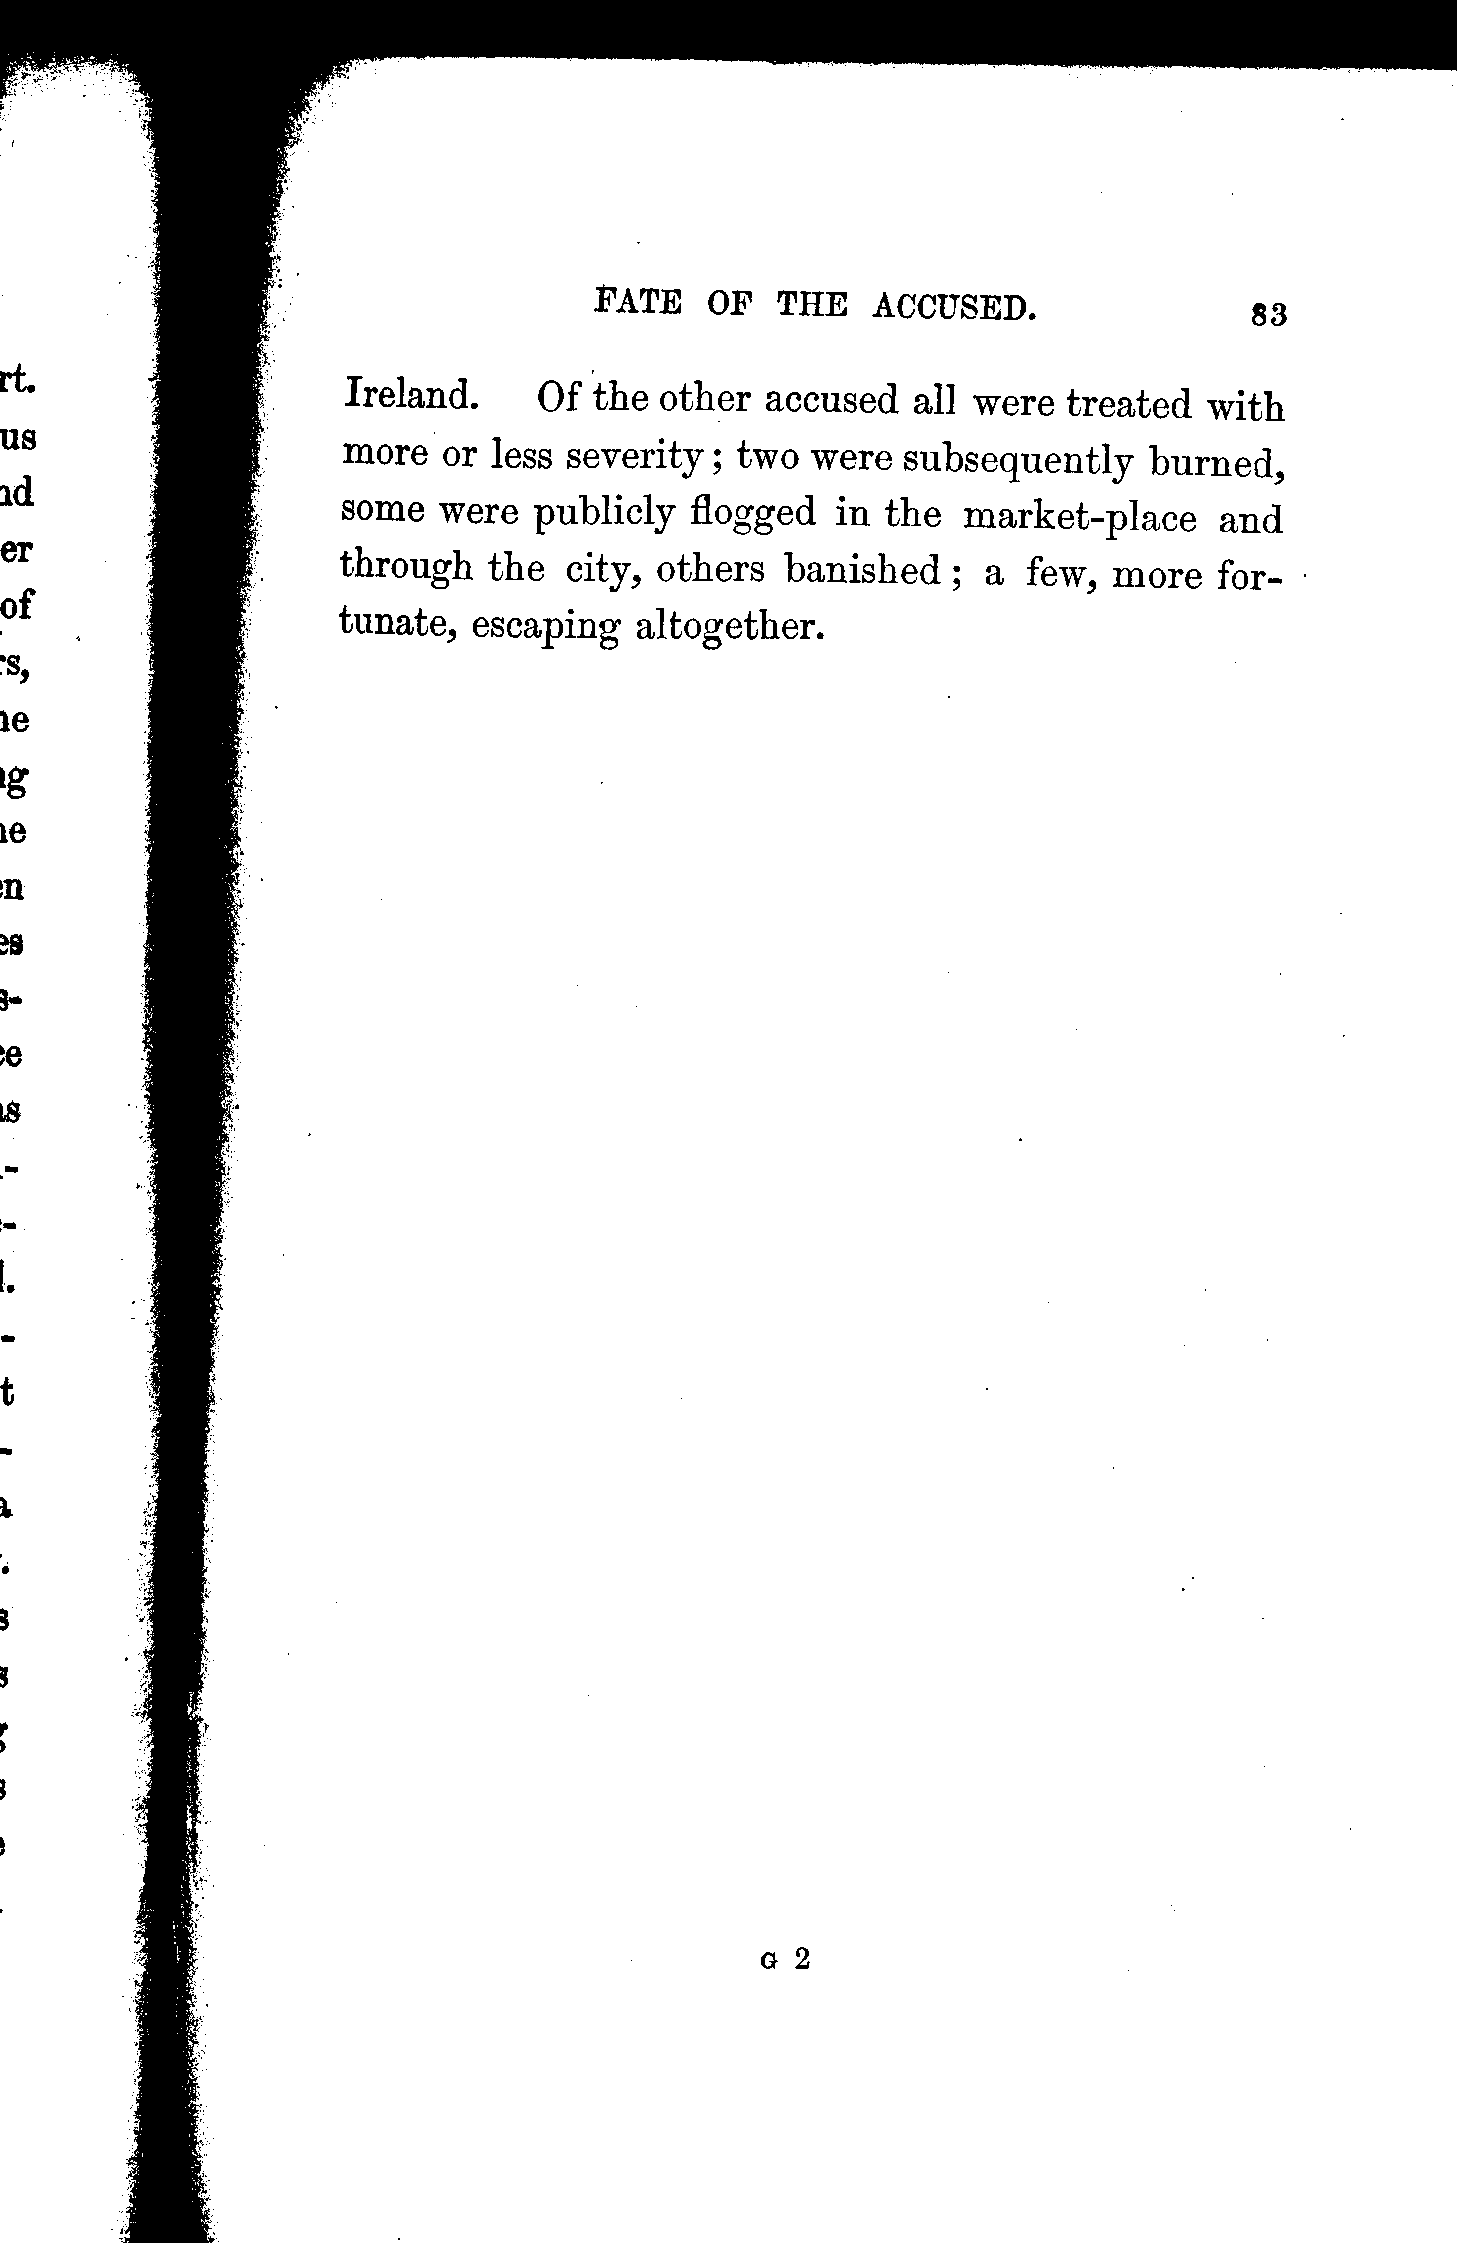 FATE OF THE ACCUSED. 83
Ireland. Of the other accused all were treated with
more or less severity; two were subsequently burned,
some were publicly flogged in the market-place and
through the city, others banished; a few, more for-
tunate, escaping altogether.
G 2